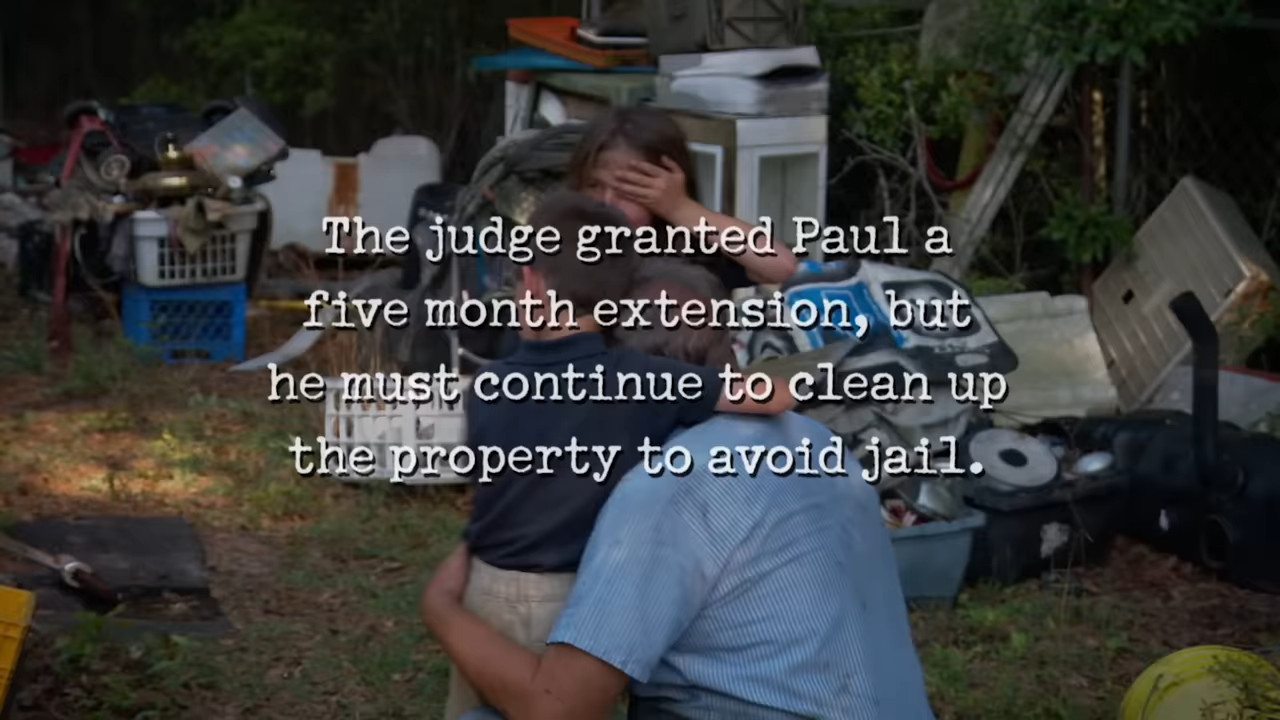 The judge granted Paul a
five month extension, but
he must continue to clean up
the property to avoid jail.